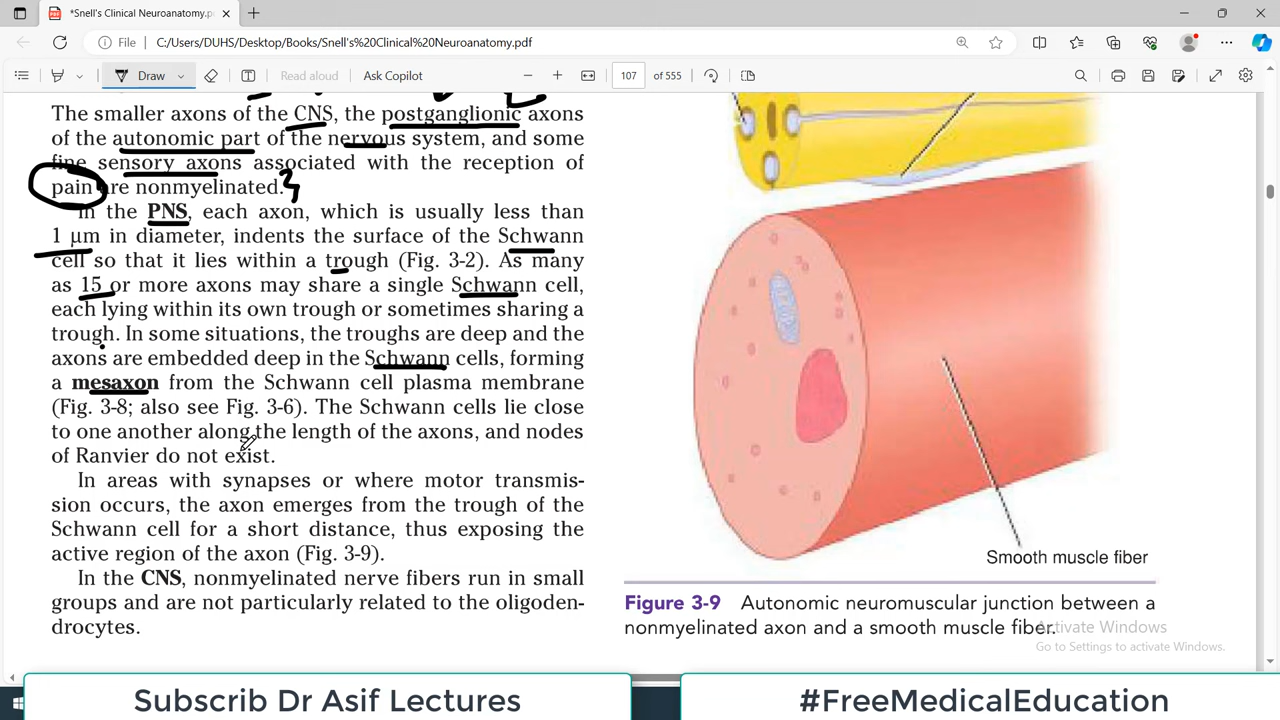 *Snell's Clinical Neuroanatomy.p
File C:/Users/DUHS/Desktop/Books/Snell's%20Clinical%20Neuroanatomy.pdf
Draw Read aloud Ask Copilot 107 of 555
The smaller axons of the CNS, the postganglionic axons
of the autonomic part of the nervous system, and some
fine sensory axons associated with the reception of
pain are nonmyelinated.
In the PNS, each axon, which is usually less than
1 μm in diameter, indents the surface of the Schwann
cell so that it lies within a trough (Fig. 3-2). As many
as 15 or more axons may share a single Schwann cell,
each lying within its own trough or sometimes sharing a
trough. In some situations, the troughs are deep and the
axons are embedded deep in the Schwann cells, forming
a mesaxon from the Schwann cell plasma membrane
(Fig. 3-8; also see Fig. 3-6). The Schwann cells lie close
to one another along the length of the axons, and nodes
of Ranvier do not exist.
In areas with synapses or where motor transmis-
sion occurs, the axon emerges from the trough of the
Schwann cell for a short distance, thus exposing the
active region of the axon (Fig. 3-9).
In the CNS, nonmyelinated nerve fibers run in small
groups and are not particularly related to the oligoden-
drocytes.
Smooth muscle fiber
Figure 3-9 Autonomic neuromuscular junction between a
nonmyelinated axon and a smooth muscle fiber.
Activate Windows
Go to Settings to activate Windows.
Subscrib Dr Asif Lectures
#FreeMedicalEducation